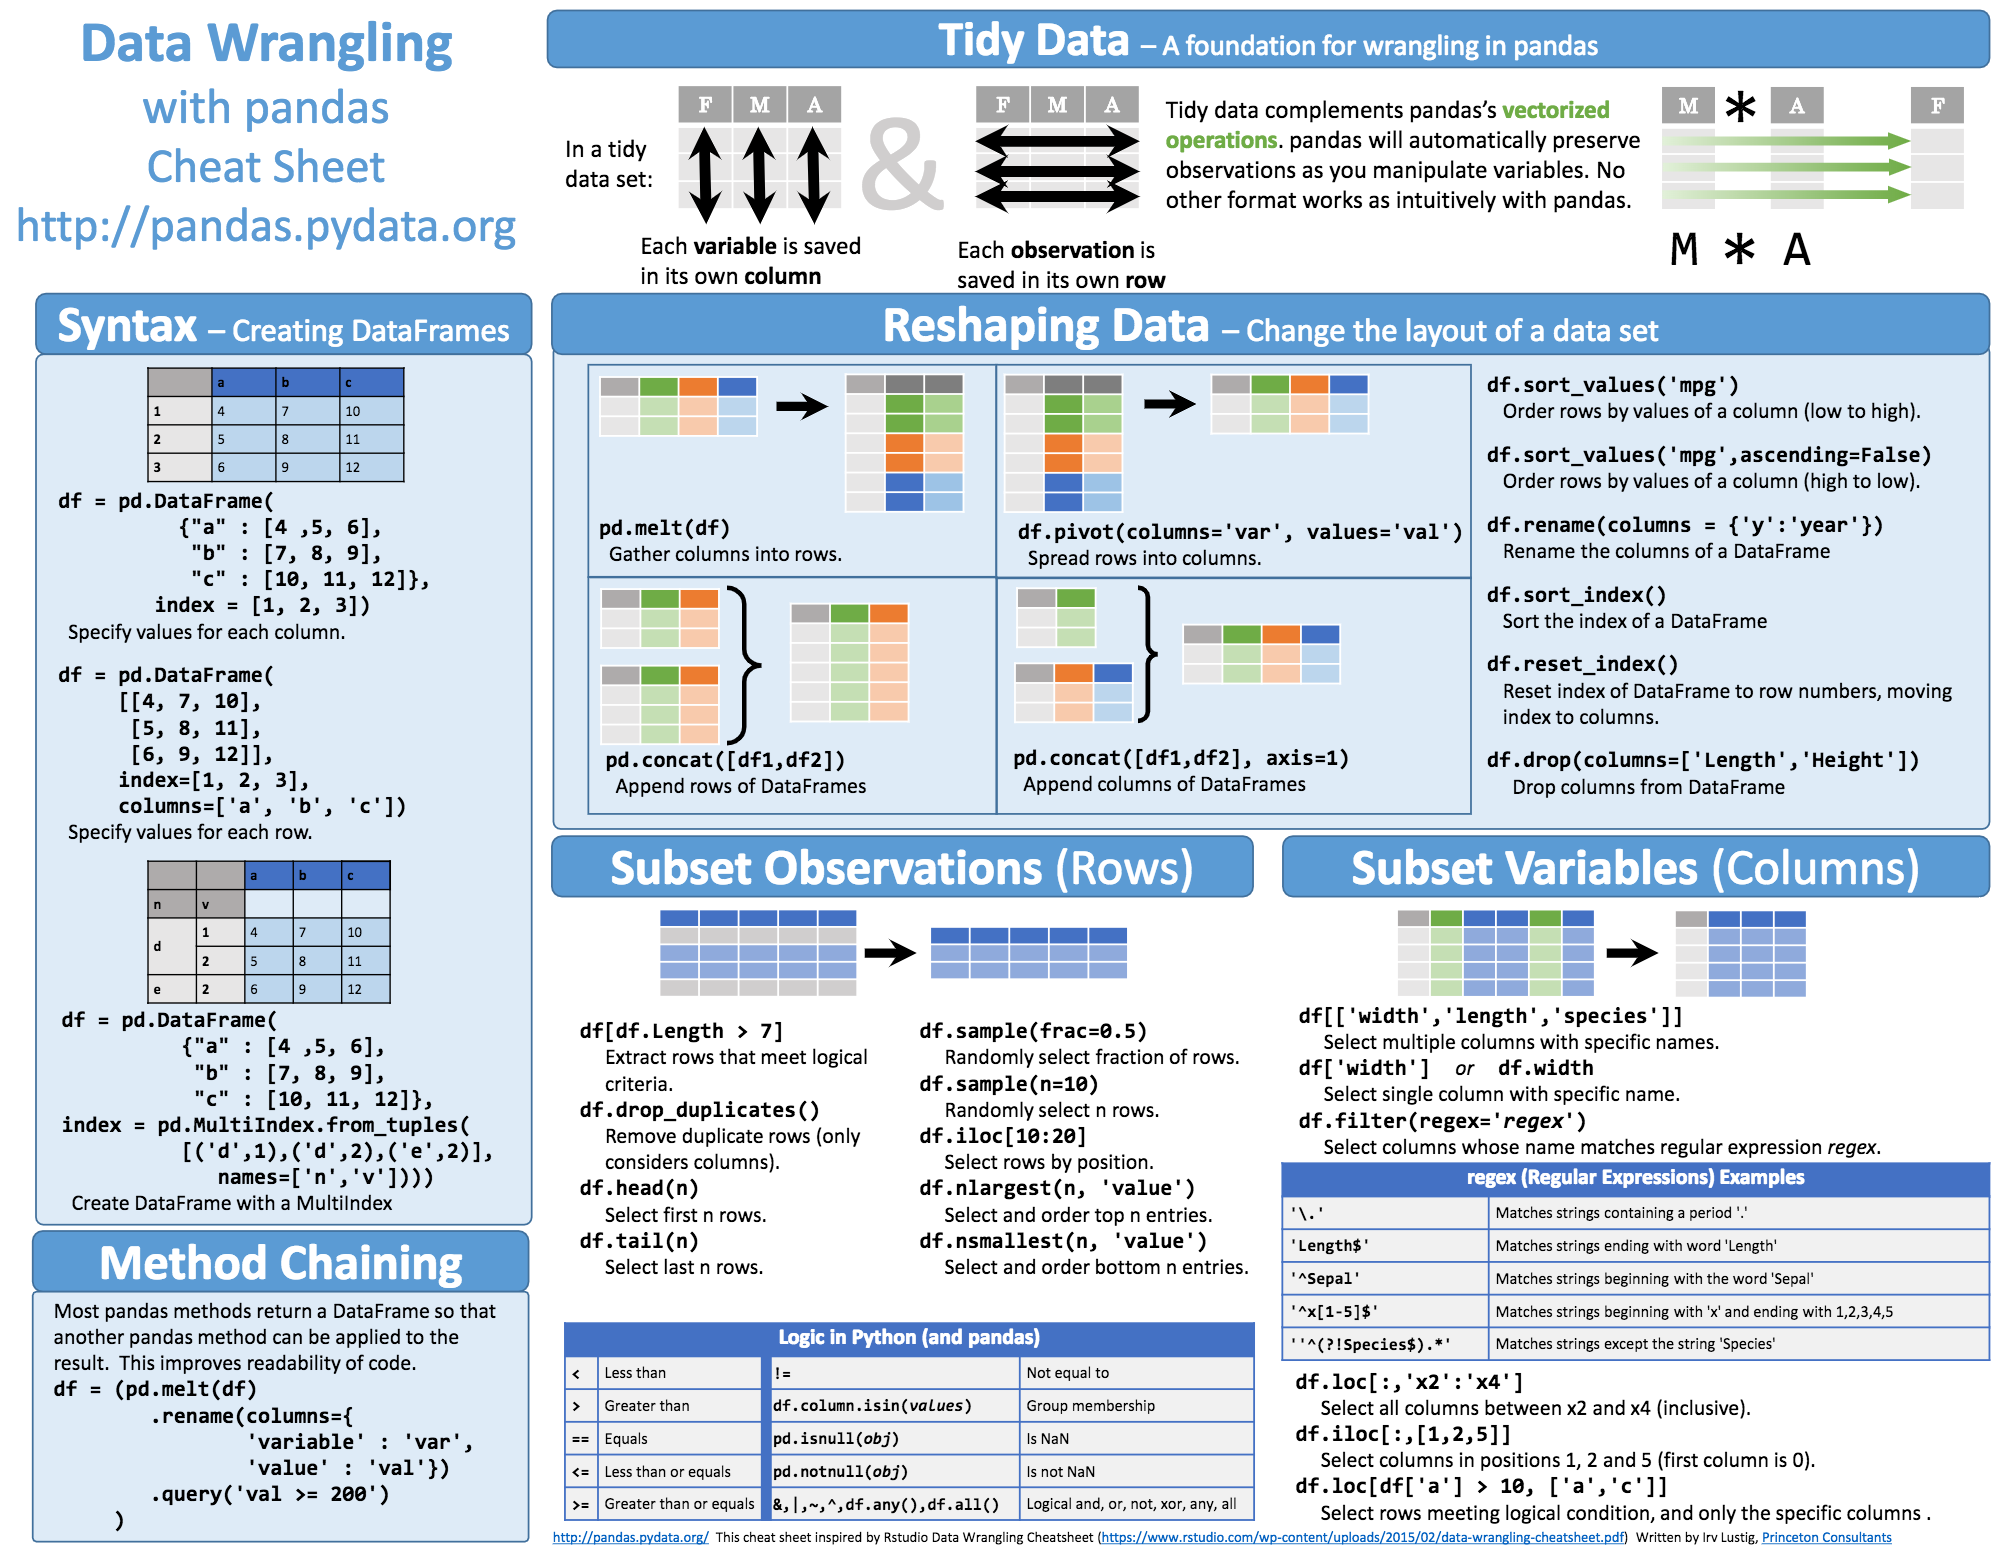 Data Wrangling
with pandas
Cheat Sheet
http://pandas.pydata.org
Tidy Data – A foundation for wrangling in pandas
In a tidy
data set:
F M A
&
F M A
Each variable is saved
in its own column
Each observation is
saved in its own row
Tidy data complements pandas's vectorized
operations. pandas will automatically preserve
observations as you manipulate variables. No
other format works as intuitively with pandas.
M * A F
M * A
Syntax – Creating DataFrames
a b c
1 4 7 10
2 5 8 11
3 6 9 12
df = pd.DataFrame(
{"a" : [4 ,5, 6],
"b" : [7, 8, 9],
"c" : [10, 11, 12]},
index = [1, 2, 3])
Specify values for each column.
df = pd.DataFrame(
[[4, 7, 10],
[5, 8, 11],
[6, 9, 12]],
index=[1, 2, 3],
columns=['a', 'b', 'c'])
Specify values for each row.
a b c
n v
d 1 4 7 10
2 5 8 11
e 2 6 9 12
df = pd.DataFrame(
{"a" : [4 ,5, 6],
"b" : [7, 8, 9],
"c" : [10, 11, 12]},
index = pd.MultiIndex.from_tuples(
[('d',1),('d',2),('e',2)],
names=['n','v'])))
Create DataFrame with a MultiIndex
Method Chaining
Most pandas methods return a DataFrame so that
another pandas method can be applied to the
result. This improves readability of code.
df = (pd.melt(df)
.rename(columns={
'variable' : 'var',
'value' : 'val'})
.query('val >= 200')
)
Reshaping Data – Change the layout of a data set
pd.melt(df)
Gather columns into rows.
df.pivot(columns='var', values='val')
Spread rows into columns.
pd.concat([df1,df2])
Append rows of DataFrames
pd.concat([df1,df2], axis=1)
Append columns of DataFrames
df.sort_values('mpg')
Order rows by values of a column (low to high).
df.sort_values('mpg',ascending=False)
Order rows by values of a column (high to low).
df.rename(columns = {'y':'year'})
Rename the columns of a DataFrame
df.sort_index()
Sort the index of a DataFrame
df.reset_index()
Reset index of DataFrame to row numbers, moving
index to columns.
df.drop(columns=['Length','Height'])
Drop columns from DataFrame
Subset Observations (Rows)
df[df.Length > 7]
Extract rows that meet logical
criteria.
df.drop_duplicates()
Remove duplicate rows (only
considers columns).
df.head(n)
Select first n rows.
df.tail(n)
Select last n rows.
df.sample(frac=0.5)
Randomly select fraction of rows.
df.sample(n=10)
Randomly select n rows.
df.iloc[10:20]
Select rows by position.
df.nlargest(n, 'value')
Select and order top n entries.
df.nsmallest(n, 'value')
Select and order bottom n entries.
Logic in Python (and pandas)
< Less than != Not equal to
> Greater than df.column.isin(values) Group membership
== Equals pd.isnull(obj) Is NaN
<= Less than or equals pd.notnull(obj) Is not NaN
>= Greater than or equals &,|,~,^,df.any(),df.all() Logical and, or, not, xor, any, all
Subset Variables (Columns)
df[['width','length','species']]
Select multiple columns with specific names.
df['width'] or df.width
Select single column with specific name.
df.filter(regex='regex')
Select columns whose name matches regular expression regex.
regex (Regular Expressions) Examples
'\.' Matches strings containing a period '.'
'Length$' Matches strings ending with word 'Length'
'^Sepal' Matches strings beginning with the word 'Sepal'
'^x[1-5]$' Matches strings beginning with 'x' and ending with 1,2,3,4,5
''^(?!Species$).*' Matches strings except the string 'Species'
df.loc[:,'x2':'x4']
Select all columns between x2 and x4 (inclusive).
df.iloc[:,[1,2,5]]
Select columns in positions 1, 2 and 5 (first column is 0).
df.loc[df['a'] > 10, ['a','c']]
Select rows meeting logical condition, and only the specific columns .
http://pandas.pydata.org/ This cheat sheet inspired by Rstudio Data Wrangling Cheatsheet (https://www.rstudio.com/wp-content/uploads/2015/02/data-wrangling-cheatsheet.pdf) Written by Irv Lustig, Princeton Consultants